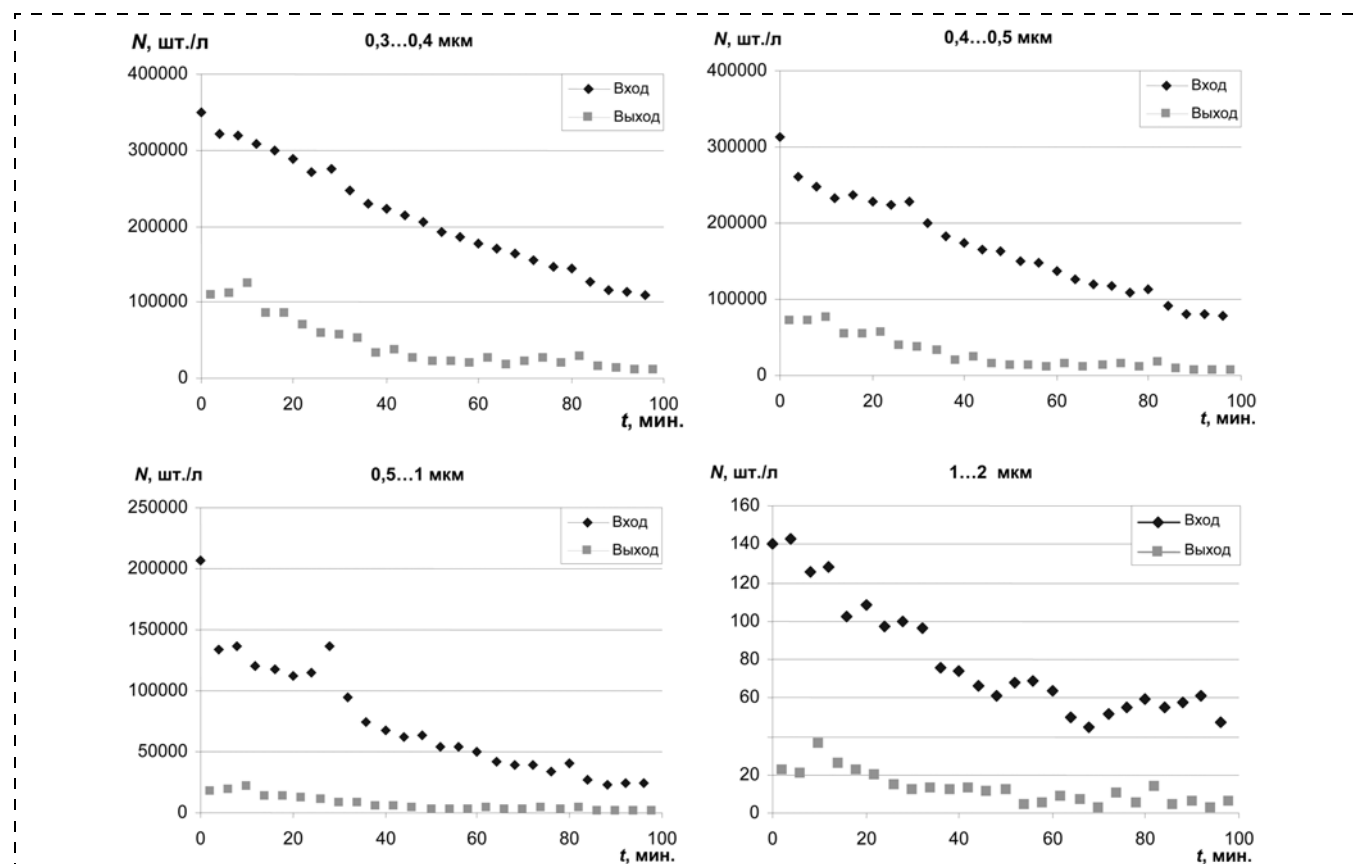 N, шт./л 0,3...0,4 мкм
400000
300000
200000
100000
0
0 20 40 60 80 100
t, мин.
Вход
Выход
N, шт./л 0,4...0,5 мкм
400000
300000
200000
100000
0
0 20 40 60 80 100
t, мин.
Вход
Выход
N, шт./л 0,5...1 мкм
250000
200000
150000
100000
50000
0
0 20 40 60 80 100
t, мин.
Вход
Выход
N, шт./л 1...2 мкм
160
140
120
100
80
60
40
20
0
0 20 40 60 80 100
t, мин.
Вход
Выход